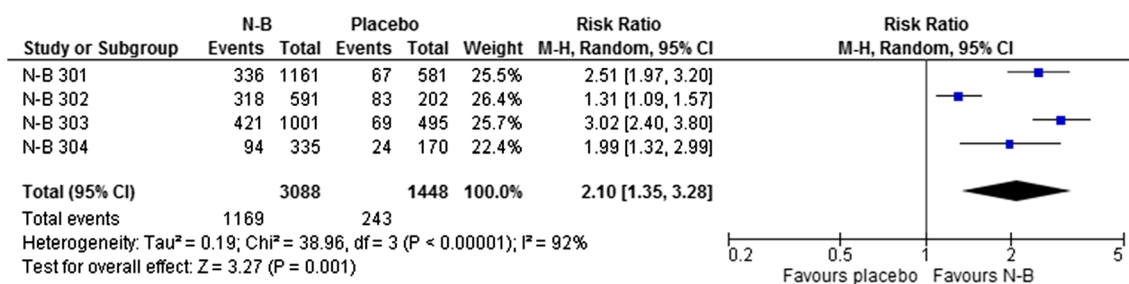 N-B Placebo Risk Ratio Risk Ratio
Study or Subgroup Events Total Events Total Weight M-H, Random, 95% CI M-H, Random, 95% CI
N-B 301 336 1161 67 581 25.5% 2.51 [1.97, 3.20]
N-B 302 318 591 83 202 26.4% 1.31 [1.09, 1.57]
N-B 303 421 1001 69 495 25.7% 3.02 [2.40, 3.80]
N-B 304 94 335 24 170 22.4% 1.99 [1.32, 2.99]
Total (95% CI) 3088 1448 100.0% 2.10 [1.35, 3.28]
Total events 1169 243
Heterogeneity: Tau² = 0.19; Chi² = 38.96, df = 3 (P < 0.00001); I² = 92%
Test for overall effect: Z = 3.27 (P = 0.001)
0.2 0.5 1 2 5
Favours placebo Favours N-B